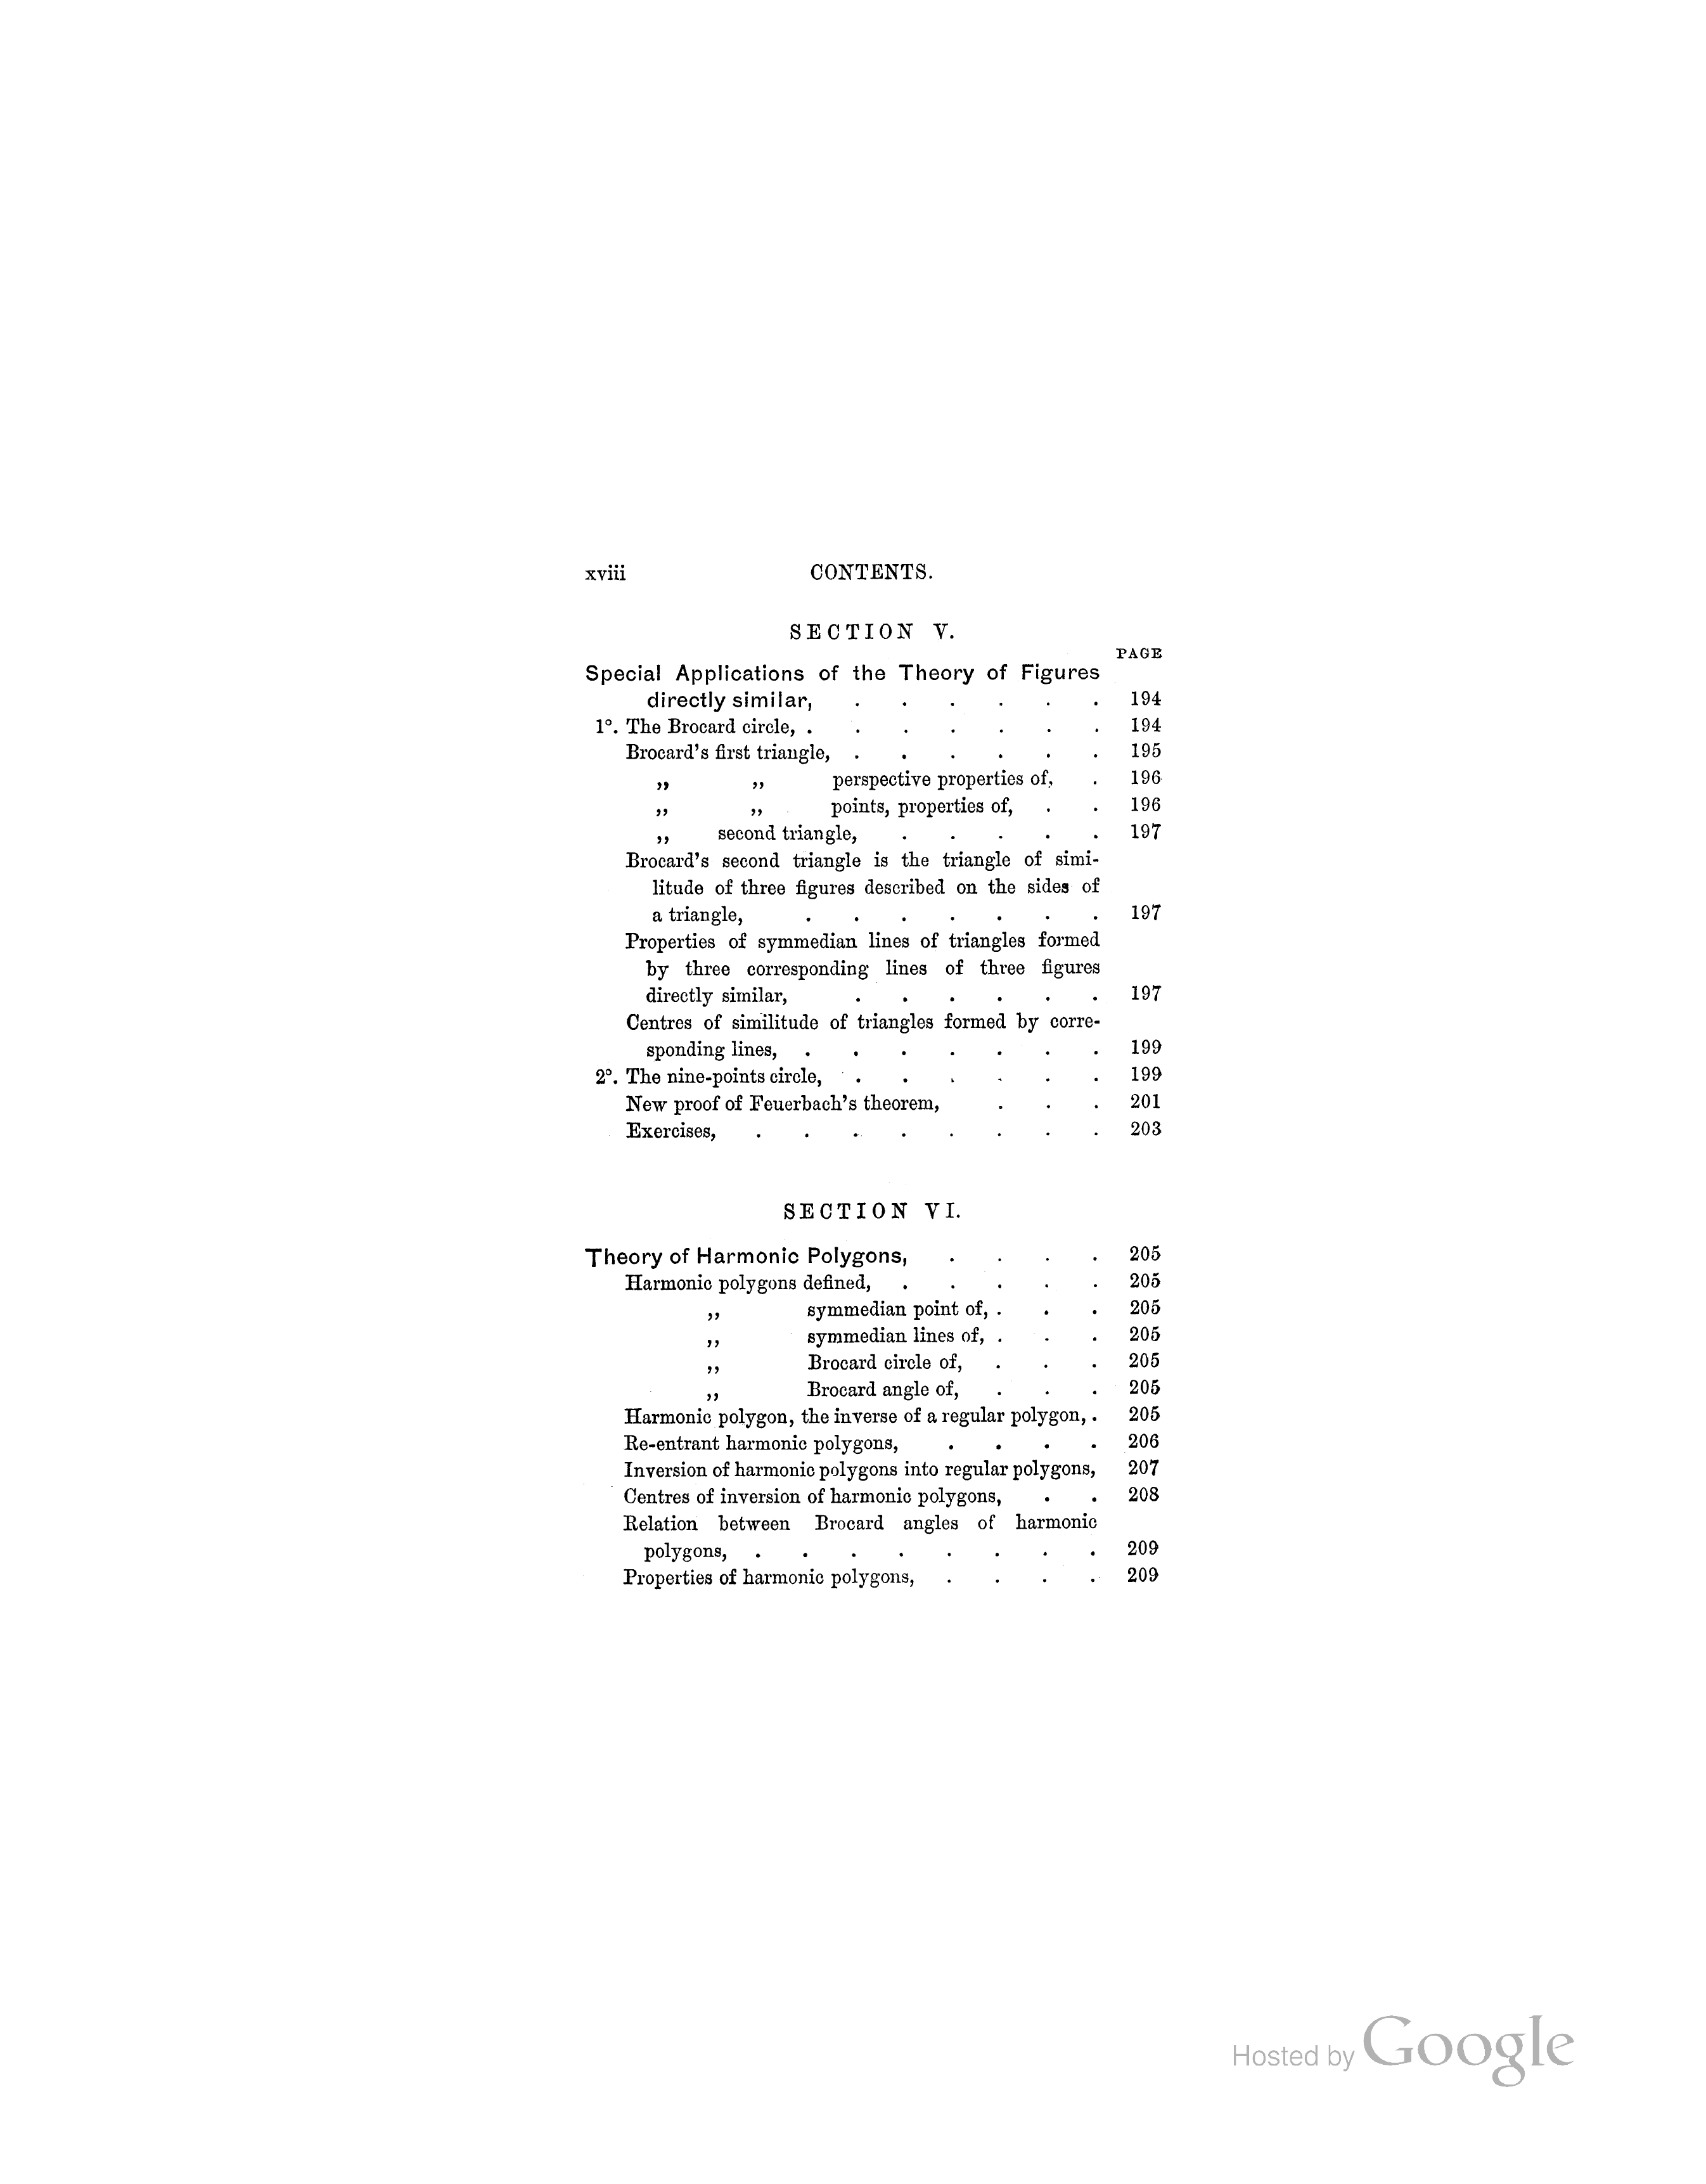 xviii CONTENTS.
SECTION V.
PAGE
Special Applications of the Theory of Figures
directly similar, . . . . . . 194
1°. The Brocard circle, . . . . . . . 194
Brocard's first triangle, . . . . . . 195
„ „ perspective properties of, . 196
„ „ points, properties of, . . 196
„ second triangle, . . . . . 197
Brocard's second triangle is the triangle of simi-
litude of three figures described on the sides of
a triangle, . . . . . . . 197
Properties of symmedian lines of triangles formed
by three corresponding lines of three figures
directly similar, . . . . . . 197
Centres of similitude of triangles formed by corre-
sponding lines, . . . . . . . 199
2°. The nine-points circle, . . . . . . 199
New proof of Feuerbach's theorem, . . . 201
Exercises, . . . . . . . . 203
SECTION VI.
Theory of Harmonic Polygons, . . . . 205
Harmonic polygons defined, . . . . . 205
„ symmedian point of, . . . 205
„ symmedian lines of, . . . 205
„ Brocard circle of, . . . 205
„ Brocard angle of, . . . 205
Harmonic polygon, the inverse of a regular polygon, . 205
Re-entrant harmonic polygons, . . . . 206
Inversion of harmonic polygons into regular polygons, 207
Centres of inversion of harmonic polygons, . . 208
Relation between Brocard angles of harmonic
polygons, . . . . . . . . 209
Properties of harmonic polygons, . . . . 209
Hosted by Google